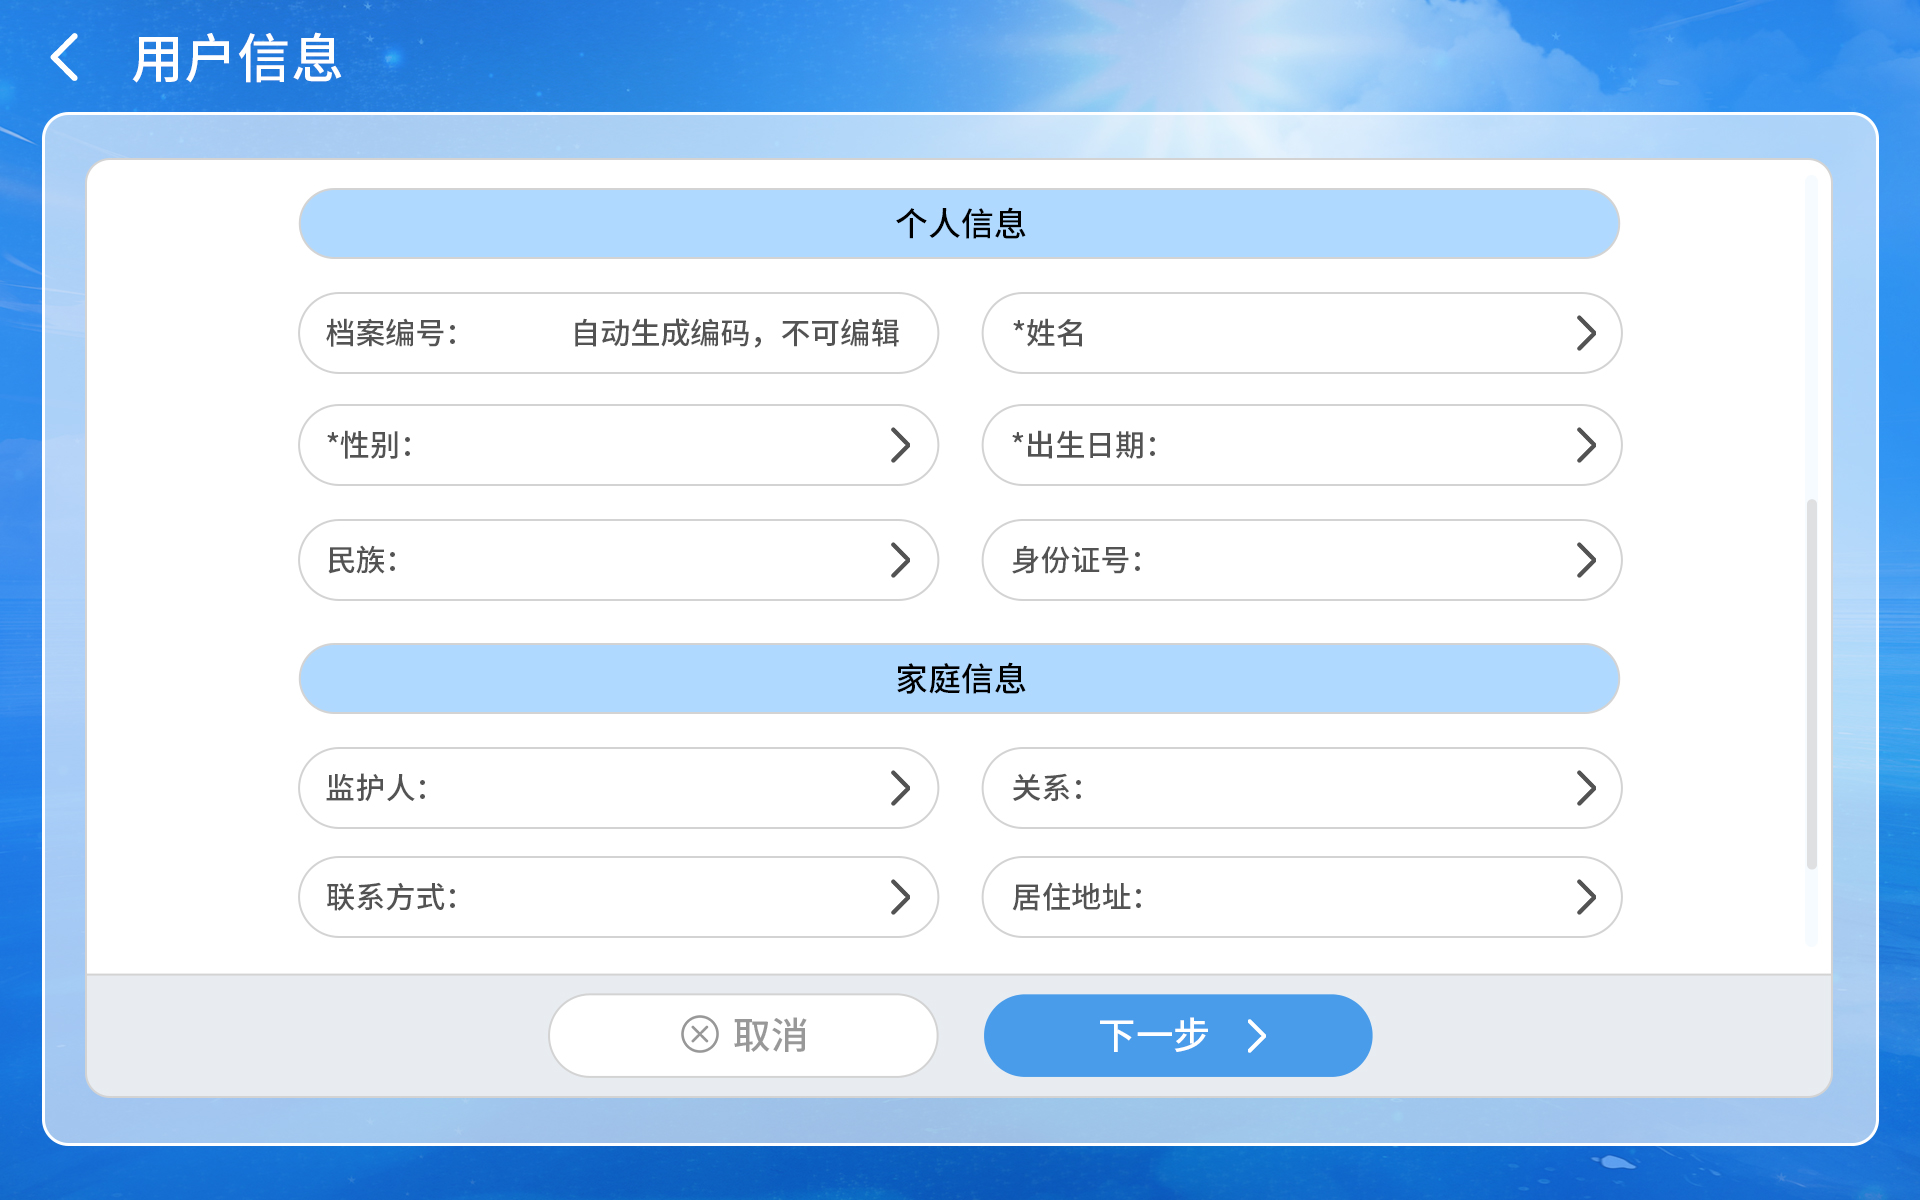 用户信息
个人信息
档案编号： 自动生成编码，不可编辑
*姓名
*性别：
*出生日期：
民族：
身份证号：
家庭信息
监护人：
关系：
联系方式：
居住地址：
取消
下一步